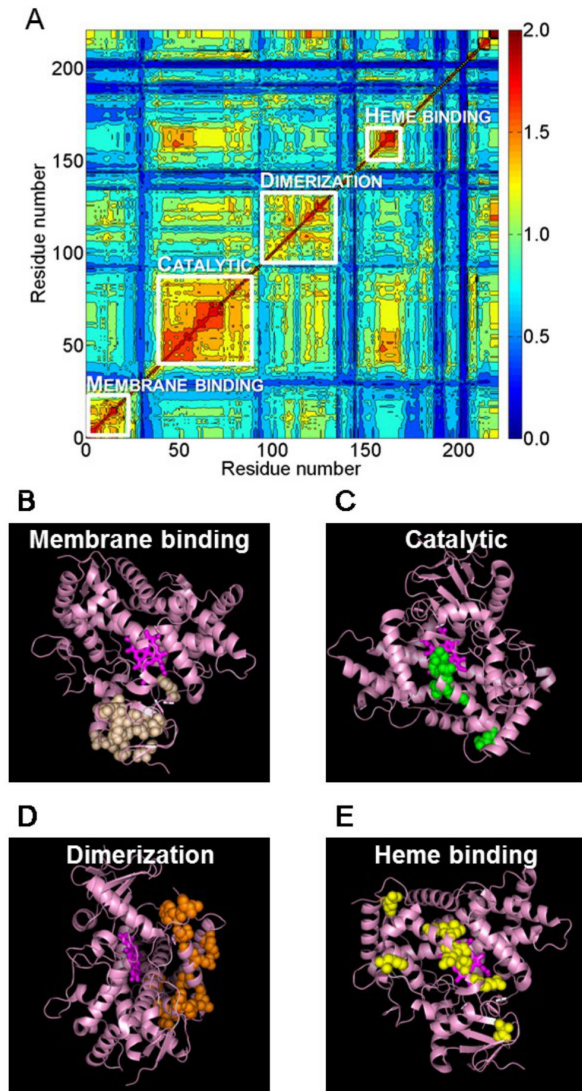 A
HEME BINDING
DIMERIZATION
CATALYTIC
MEMBRANE BINDING
Residue number
200
150
100
50
0
0 50 100 150 200
Residue number
2.0
1.5
1.0
0.5
0.0
B
Membrane binding
C
Catalytic
D
Dimerization
E
Heme binding